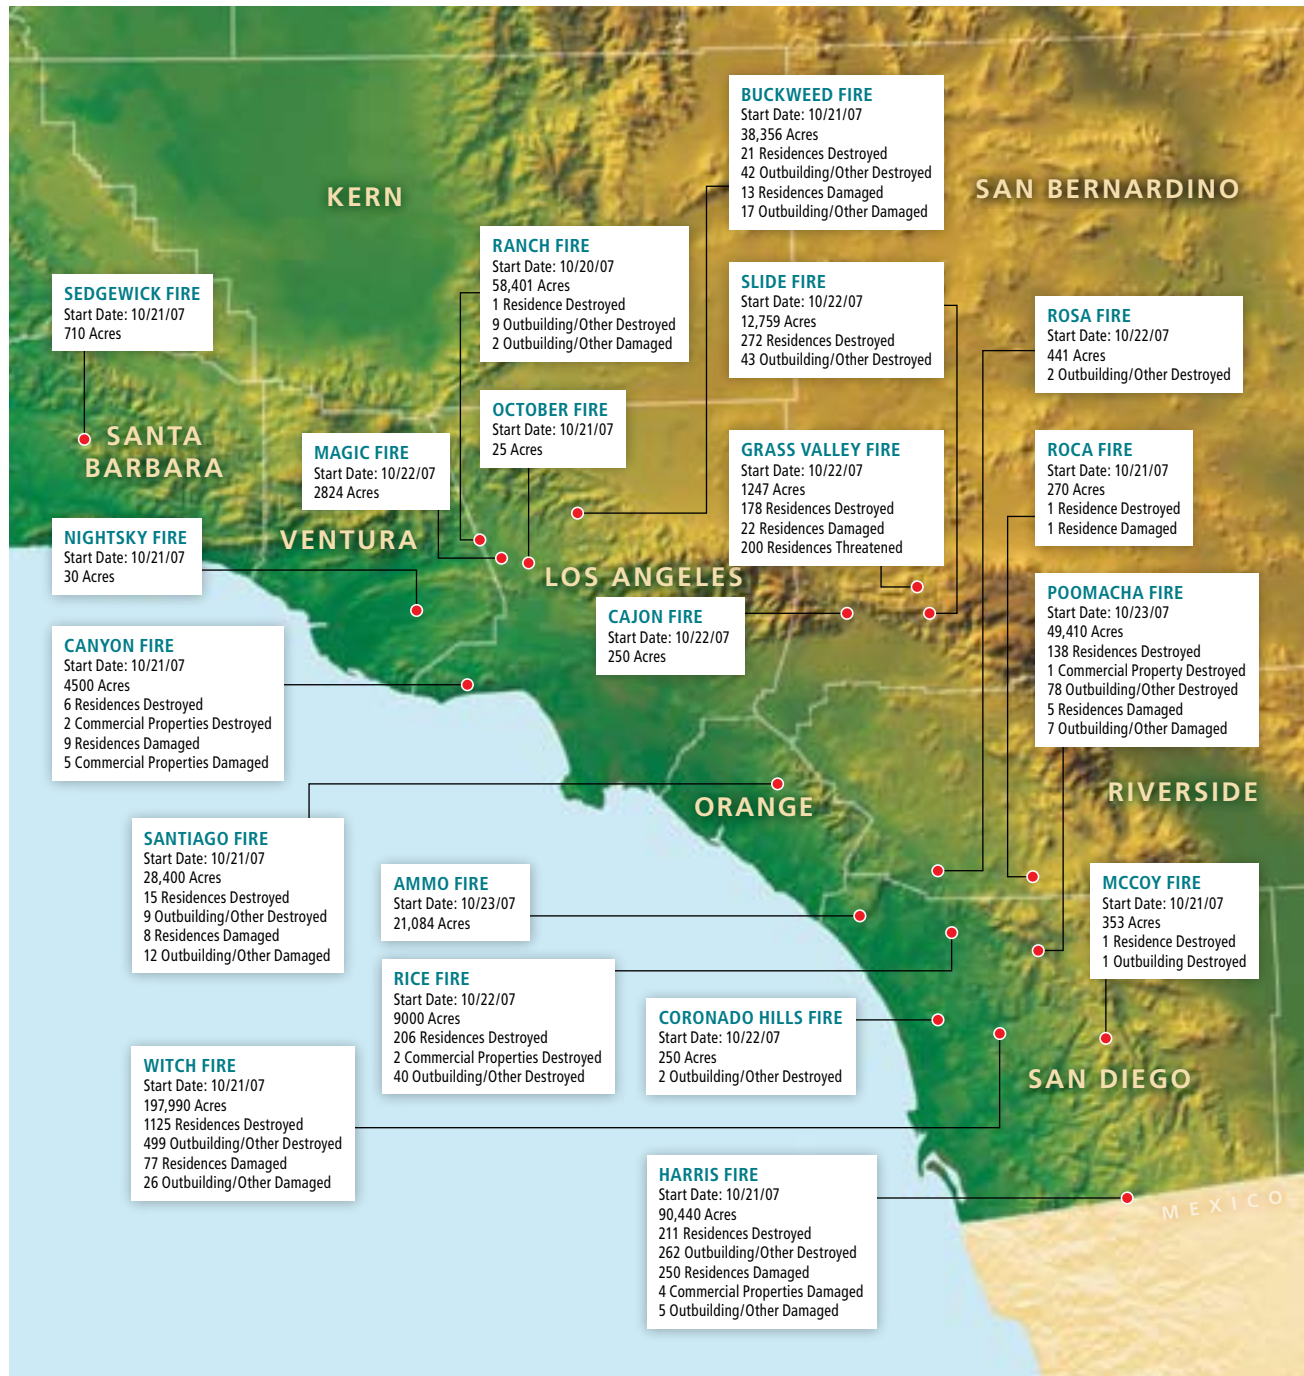 BUCKWEED FIRE
Start Date: 10/21/07
38,356 Acres
21 Residences Destroyed
42 Outbuilding/Other Destroyed
13 Residences Damaged
17 Outbuilding/Other Damaged
KERN
SAN BERNARDINO
RANCH FIRE
Start Date: 10/20/07
58,401 Acres
1 Residence Destroyed
9 Outbuilding/Other Destroyed
2 Outbuilding/Other Damaged
SLIDE FIRE
Start Date: 10/22/07
12,759 Acres
272 Residences Destroyed
43 Outbuilding/Other Destroyed
SEDGEWICK FIRE
Start Date: 10/21/07
710 Acres
ROSA FIRE
Start Date: 10/22/07
441 Acres
2 Outbuilding/Other Destroyed
OCTOBER FIRE
Start Date: 10/21/07
25 Acres
SANTA
BARBARA
MAGIC FIRE
Start Date: 10/22/07
2824 Acres
GRASS VALLEY FIRE
Start Date: 10/22/07
1247 Acres
178 Residences Destroyed
22 Residences Damaged
200 Residences Threatened
ROCA FIRE
Start Date: 10/21/07
270 Acres
1 Residence Destroyed
1 Residence Damaged
NIGHTSKY FIRE
Start Date: 10/21/07
30 Acres
VENTURA
LOS ANGELES
CAJON FIRE
Start Date: 10/22/07
250 Acres
POOMACHA FIRE
Start Date: 10/23/07
49,410 Acres
138 Residences Destroyed
1 Commercial Property Destroyed
78 Outbuilding/Other Destroyed
5 Residences Damaged
7 Outbuilding/Other Damaged
CANYON FIRE
Start Date: 10/21/07
4500 Acres
6 Residences Destroyed
2 Commercial Properties Destroyed
9 Residences Damaged
5 Commercial Properties Damaged
ORANGE
RIVERSIDE
SANTIAGO FIRE
Start Date: 10/21/07
28,400 Acres
15 Residences Destroyed
9 Outbuilding/Other Destroyed
8 Residences Damaged
12 Outbuilding/Other Damaged
AMMO FIRE
Start Date: 10/23/07
21,084 Acres
MCCOY FIRE
Start Date: 10/21/07
353 Acres
1 Residence Destroyed
1 Outbuilding Destroyed
RICE FIRE
Start Date: 10/22/07
9000 Acres
206 Residences Destroyed
2 Commercial Properties Destroyed
40 Outbuilding/Other Destroyed
CORONADO HILLS FIRE
Start Date: 10/22/07
250 Acres
2 Outbuilding/Other Destroyed
WITCH FIRE
Start Date: 10/21/07
197,990 Acres
1125 Residences Destroyed
499 Outbuilding/Other Destroyed
77 Residences Damaged
26 Outbuilding/Other Damaged
SAN DIEGO
HARRIS FIRE
Start Date: 10/21/07
90,440 Acres
211 Residences Destroyed
262 Outbuilding/Other Destroyed
250 Residences Damaged
4 Commercial Properties Damaged
5 Outbuilding/Other Damaged
MEXICO